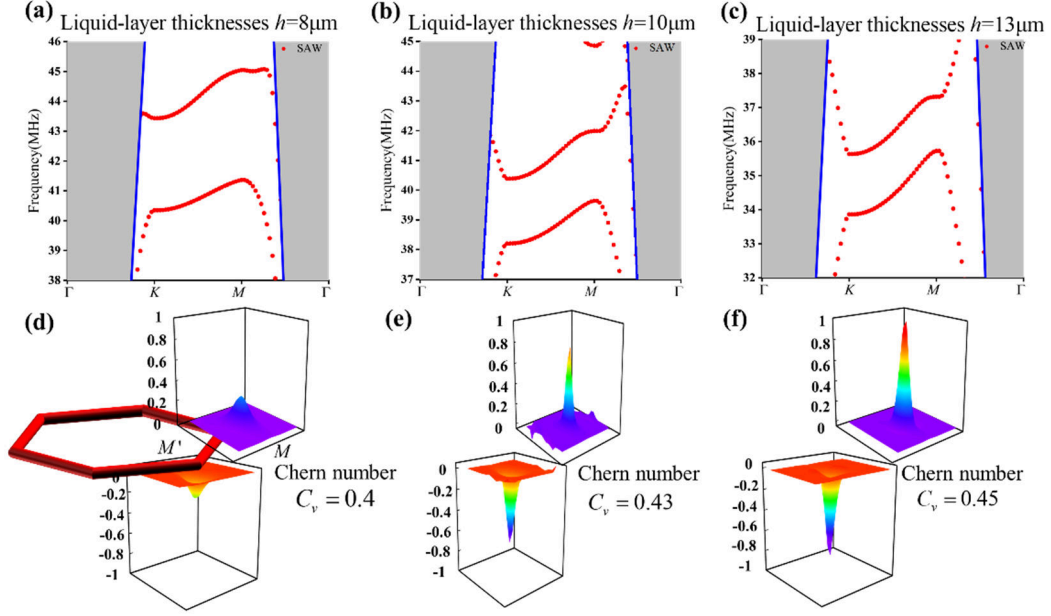 (a)
Liquid-layer thicknesses h=8μm
46
45
44
43
42
41
40
39
38
Frequency(MHz)
SAW
Γ
K
M
Γ
(b)
Liquid-layer thicknesses h=10μm
45
44
43
42
41
40
39
38
37
Frequency(MHz)
SAW
Γ
K
M
Γ
(c)
Liquid-layer thicknesses h=13μm
39
38
37
36
35
34
33
32
Frequency(MHz)
SAW
Γ
K
M
Γ
(d)
1
0.8
0.6
0.4
0.2
0
M'
M
0
-0.2
-0.4
-0.6
-0.8
-1
Chern number
Cv = 0.4
(e)
1
0.8
0.6
0.4
0.2
0
0
-0.2
-0.4
-0.6
-0.8
-1
Chern number
Cv = 0.43
(f)
1
0.8
0.6
0.4
0.2
0
0
-0.2
-0.4
-0.6
-0.8
-1
Chern number
Cv = 0.45